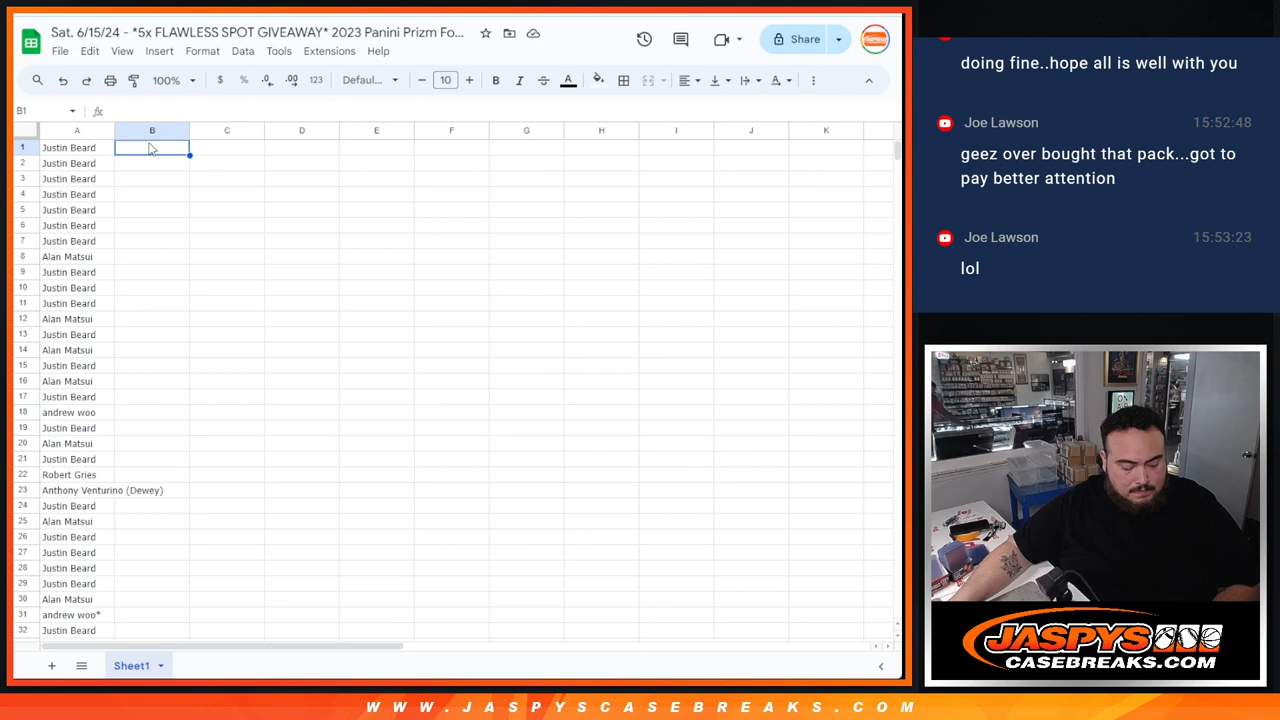 Sat. 6/15/24 - *5x FLAWLESS SPOT GIVEAWAY* 2023 Panini Prizm Fo...
File Edit View Insert Format Data Tools Extensions Help
Share
100% $ % .0 .00 123 Defaul... 10 B I A
B1 fx
A B C D E F G H I J K
1 Justin Beard
2 Justin Beard
3 Justin Beard
4 Justin Beard
5 Justin Beard
6 Justin Beard
7 Justin Beard
8 Alan Matsui
9 Justin Beard
10 Justin Beard
11 Justin Beard
12 Alan Matsui
13 Justin Beard
14 Alan Matsui
15 Justin Beard
16 Alan Matsui
17 Justin Beard
18 andrew woo
19 Justin Beard
20 Alan Matsui
21 Justin Beard
22 Robert Gries
23 Anthony Venturino (Dewey)
24 Justin Beard
25 Alan Matsui
26 Justin Beard
27 Justin Beard
28 Justin Beard
29 Justin Beard
30 Alan Matsui
31 andrew woo*
32 Justin Beard
Sheet1
doing fine..hope all is well with you
Joe Lawson 15:52:48
geez over bought that pack...got to
pay better attention
Joe Lawson 15:53:23
lol
ON
AIR
JASPYS
CASEBREAKS.COM
WWW.JASPYSCASEBREAKS.COM